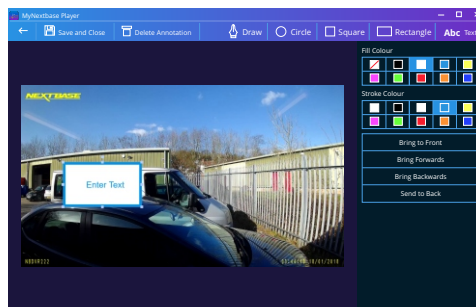 MyNextbase Player
Save and Close
Delete Annotation
Draw
Circle
Square
Rectangle
Abc Text
Fill Colour
Stroke Colour
Bring to Front
Bring Forwards
Bring Backwards
Send to Back
NEXTBASE
Enter Text